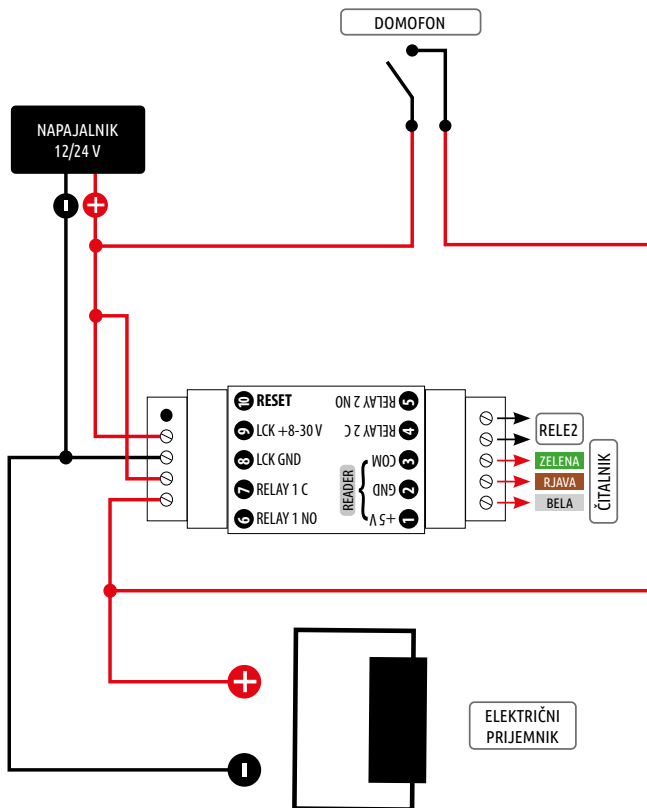 DOMOFON
NAPAJALNIK
12/24 V
10 RESET
9 LCK +8-30 V
8 LCK GND
7 RELAY 1 C
6 RELAY 1 NO
5 RELAY 2 NO
4 RELAY 2 C
3 COM
2 GND
1 +5 V
READER
RELE2
ZELENA
RJAVA
BELA
ČITALNIK
ELEKTRIČNI
PRIJEMNIK